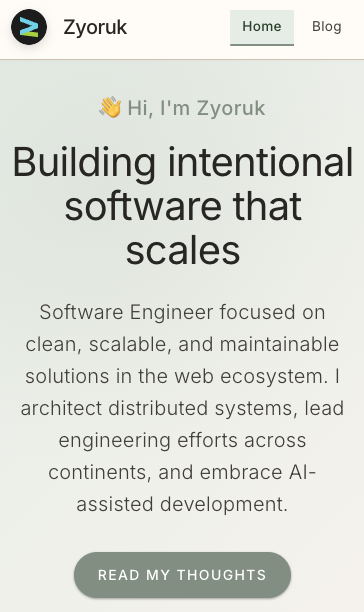 Zyoruk
Home
Blog
👋 Hi, I'm Zyoruk
Building intentional
software that
scales
Software Engineer focused on
clean, scalable, and maintainable
solutions in the web ecosystem. I
architect distributed systems, lead
engineering efforts across
continents, and embrace AI-
assisted development.
READ MY THOUGHTS